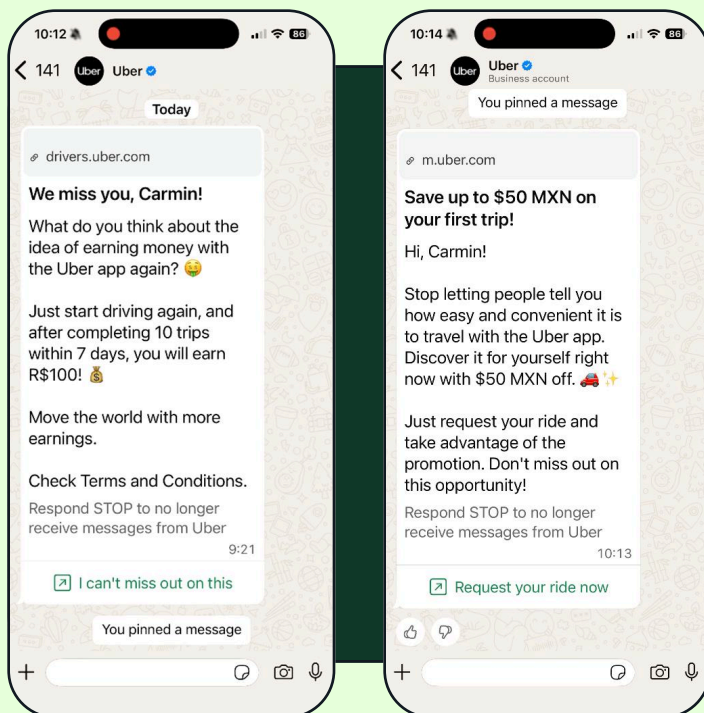 10:12
86
141
Uber
Uber
Today
drivers.uber.com
We miss you, Carmin!
What do you think about the
idea of earning money with
the Uber app again? 🤑
Just start driving again, and
after completing 10 trips
within 7 days, you will earn
R$100! 💰
Move the world with more
earnings.
Check Terms and Conditions.
Respond STOP to no longer
receive messages from Uber
9:21
I can't miss out on this
You pinned a message
10:14
86
141
Uber
Uber
Business account
You pinned a message
m.uber.com
Save up to $50 MXN on
your first trip!
Hi, Carmin!
Stop letting people tell you
how easy and convenient it is
to travel with the Uber app.
Discover it for yourself right
now with $50 MXN off. 🚗✨
Just request your ride and
take advantage of the
promotion. Don't miss out on
this opportunity!
Respond STOP to no longer
receive messages from Uber
10:13
Request your ride now